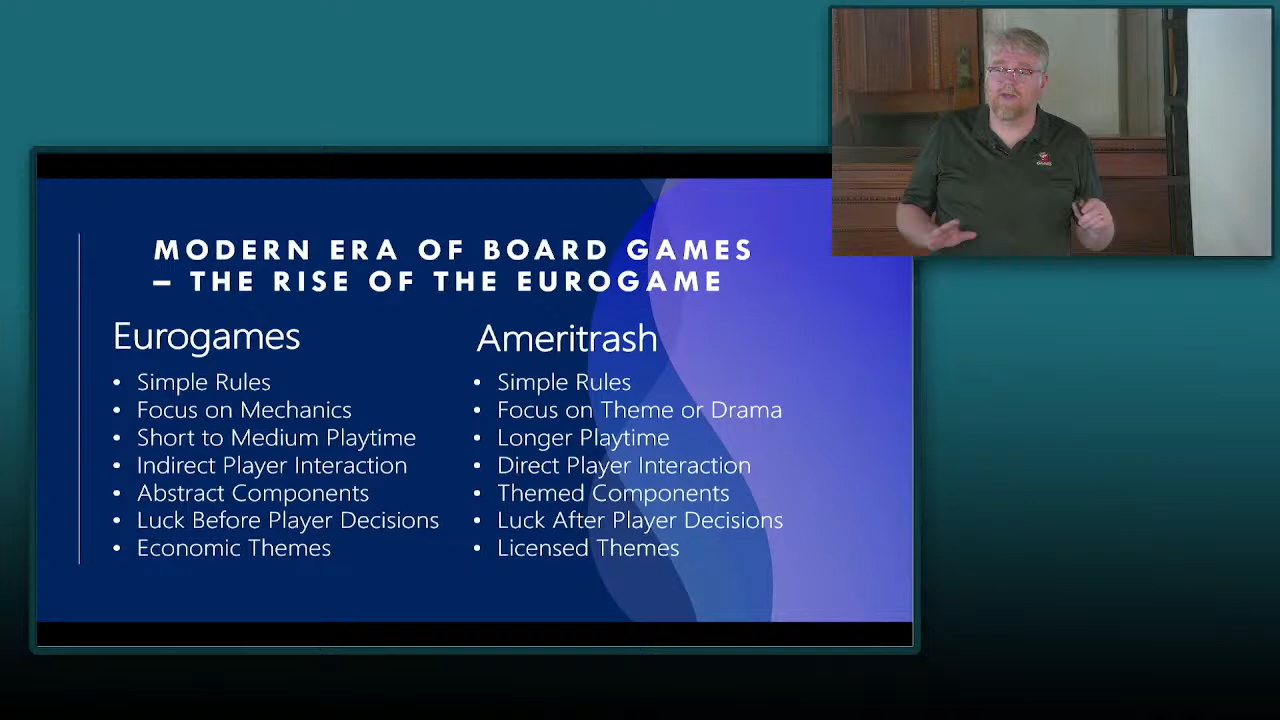 MODERN ERA OF BOARD GAMES
– THE RISE OF THE EUROGAME
Eurogames
• Simple Rules
• Focus on Mechanics
• Short to Medium Playtime
• Indirect Player Interaction
• Abstract Components
• Luck Before Player Decisions
• Economic Themes
Ameritrash
• Simple Rules
• Focus on Theme or Drama
• Longer Playtime
• Direct Player Interaction
• Themed Components
• Luck After Player Decisions
• Licensed Themes